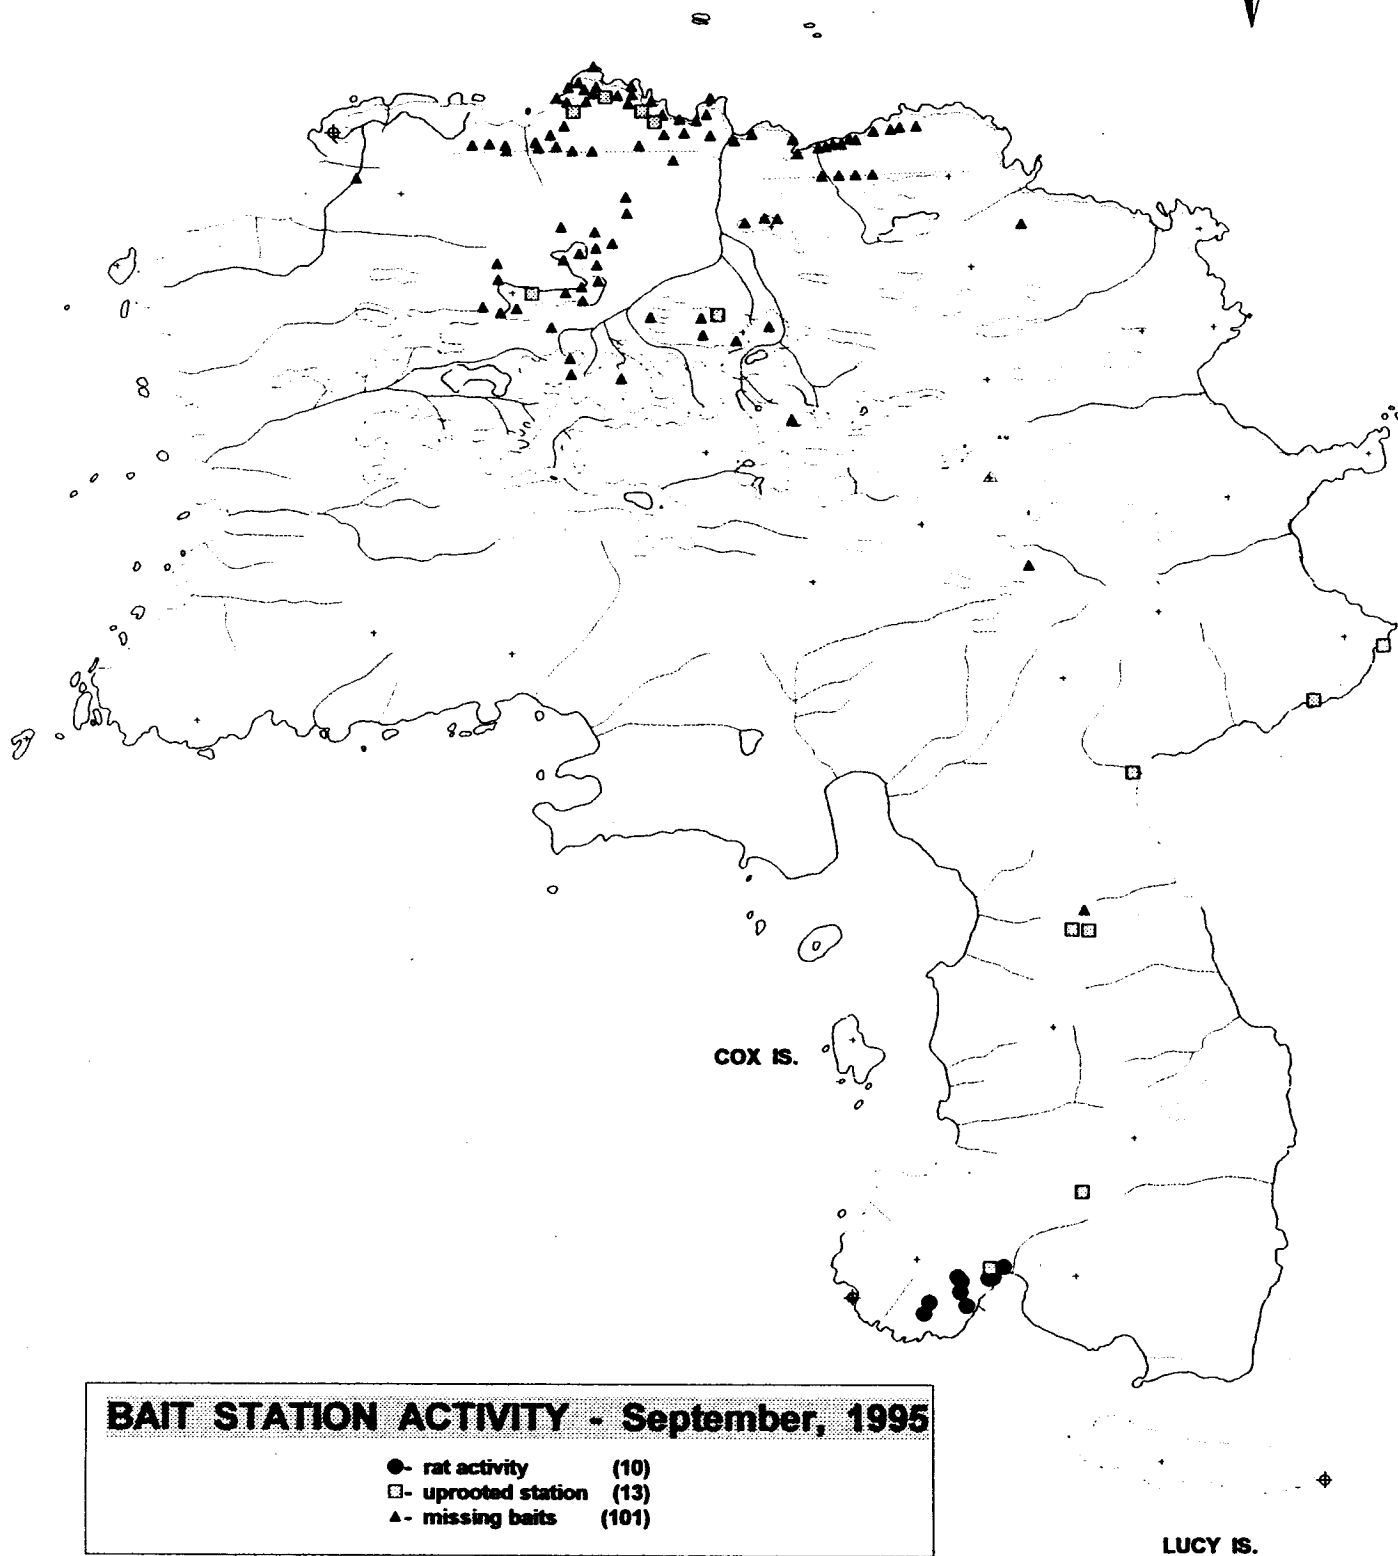 COX IS.
BAIT STATION ACTIVITY - September, 1995
- rat activity (10)
- uprooted station (13)
- missing baits (101)
LUCY IS.